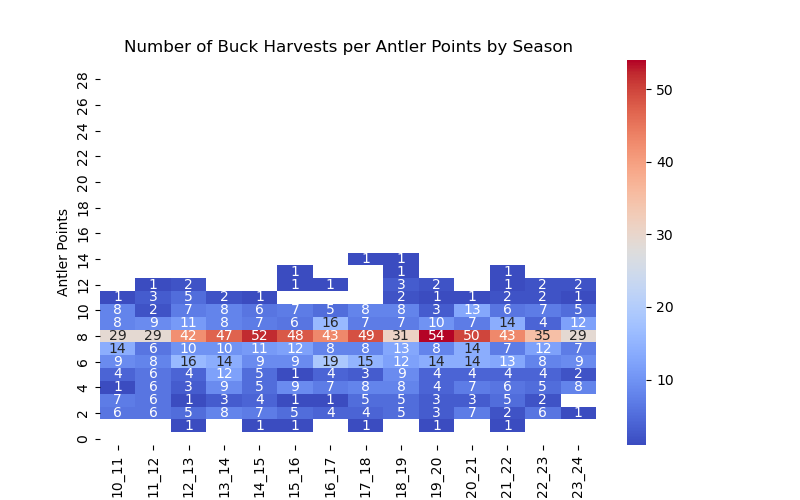 Number of Buck Harvests per Antler Points by Season
Antler Points
28
26
24
22
20
18
16
14 1 1
1 1 1
12 1 2 1 1 3 2 1 2 2
1 3 5 2 1 2 1 1 2 2 1
10 8 2 7 8 6 7 5 8 8 3 13 6 7 5
8 9 11 8 7 6 16 7 7 10 7 14 4 12
8 29 29 42 47 52 48 43 49 31 54 50 43 35 29
14 6 10 10 11 12 8 8 13 8 14 7 12 7
6 9 8 16 14 9 9 19 15 12 14 14 13 8 9
4 6 4 12 5 1 4 3 9 4 4 4 4 2
4 1 6 3 9 5 9 7 8 8 4 7 6 5 8
7 6 1 3 4 1 1 5 5 3 3 5 2
2 6 6 5 8 7 5 4 4 5 3 7 2 6 1
1 1 1 1 1 1
0
10_11 11_12 12_13 13_14 14_15 15_16 16_17 17_18 18_19 19_20 20_21 21_22 22_23 23_24
50
40
30
20
10